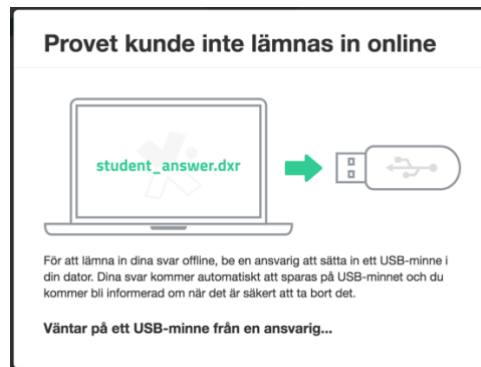 Provet kunde inte lämnas in online
student_answer.dxr
För att lämna in dina svar offline, be en ansvarig att sätta in ett USB-minne i
din dator. Dina svar kommer automatiskt att sparas på USB-minnet och du
kommer bli informerad om när det är säkert att ta bort det.
Väntar på ett USB-minne från en ansvarig...